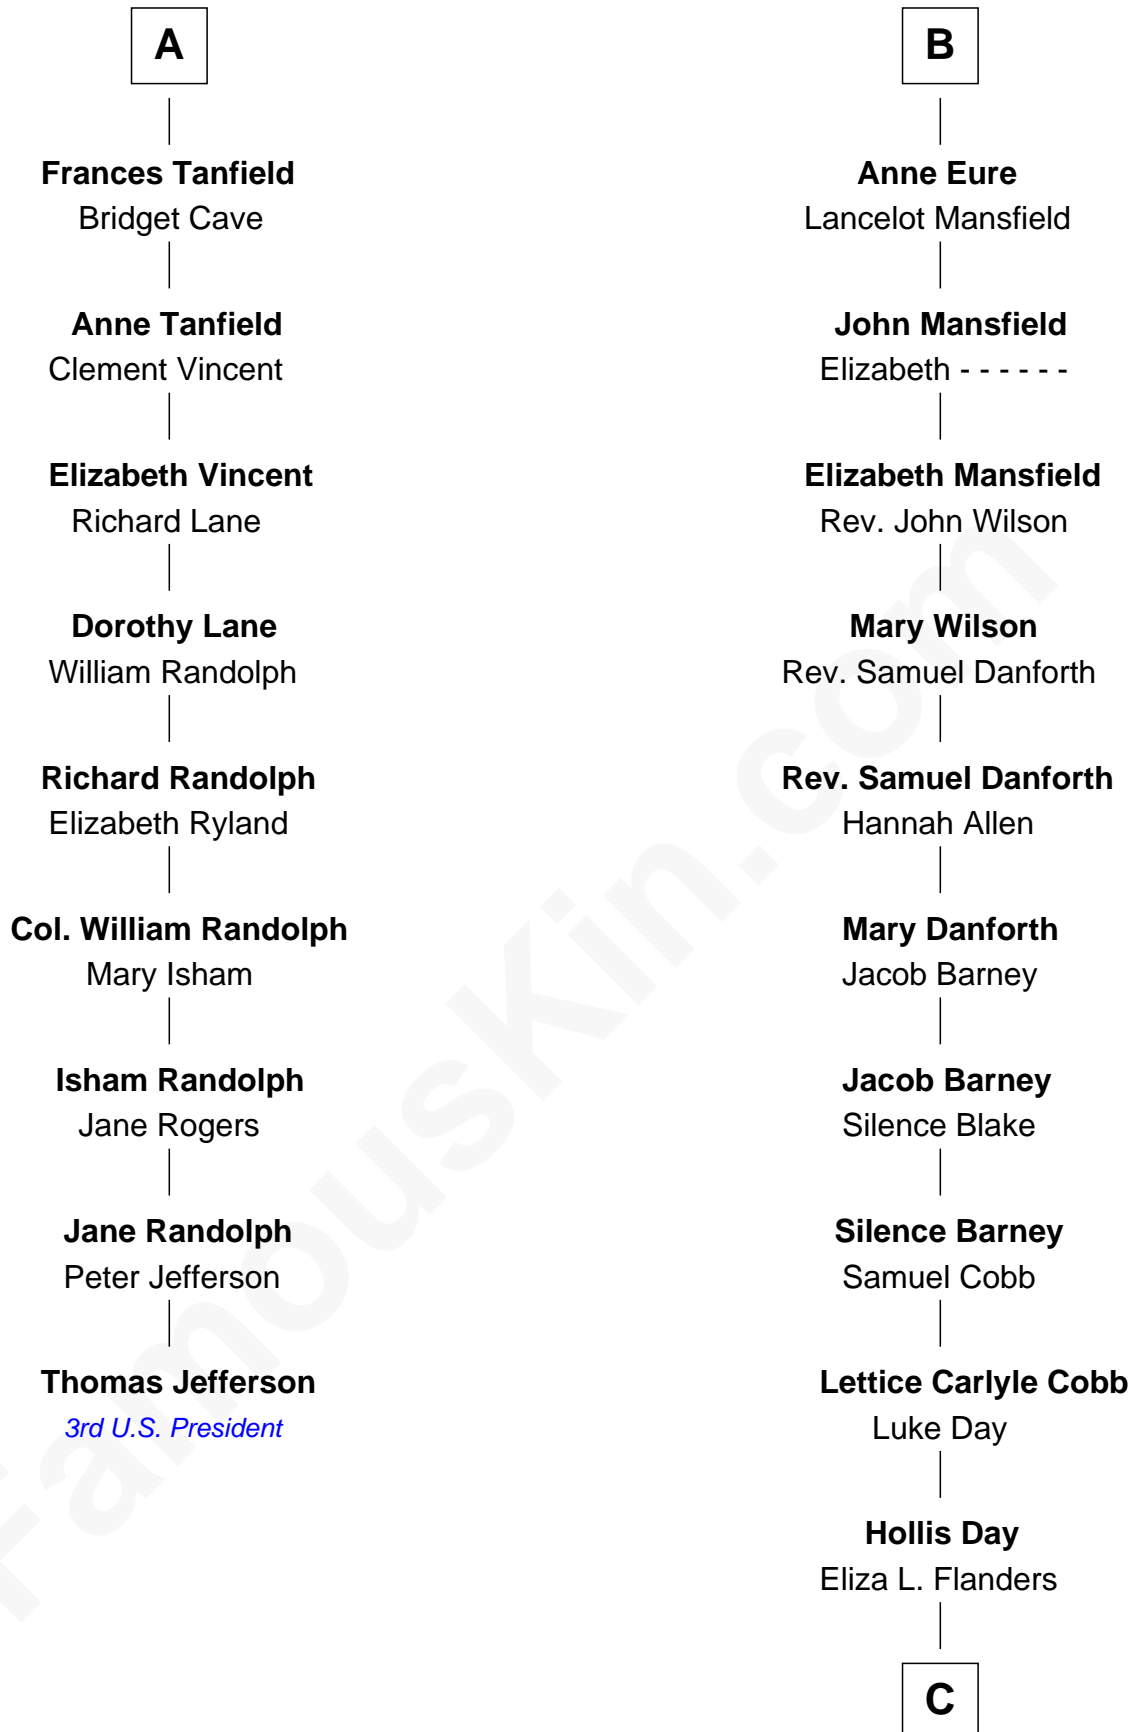 A
Frances Tanfield
Bridget Cave
Anne Tanfield
Clement Vincent
Elizabeth Vincent
Richard Lane
Dorothy Lane
William Randolph
Richard Randolph
Elizabeth Ryland
Col. William Randolph
Mary Isham
Isham Randolph
Jane Rogers
Jane Randolph
Peter Jefferson
Thomas Jefferson
3rd U.S. President
B
Anne Eure
Lancelot Mansfield
John Mansfield
Elizabeth - - - - - -
Elizabeth Mansfield
Rev. John Wilson
Mary Wilson
Rev. Samuel Danforth
Rev. Samuel Danforth
Hannah Allen
Mary Danforth
Jacob Barney
Jacob Barney
Silence Blake
Silence Barney
Samuel Cobb
Lettice Carlyle Cobb
Luke Day
Hollis Day
Eliza L. Flanders
C
FamousKin.com